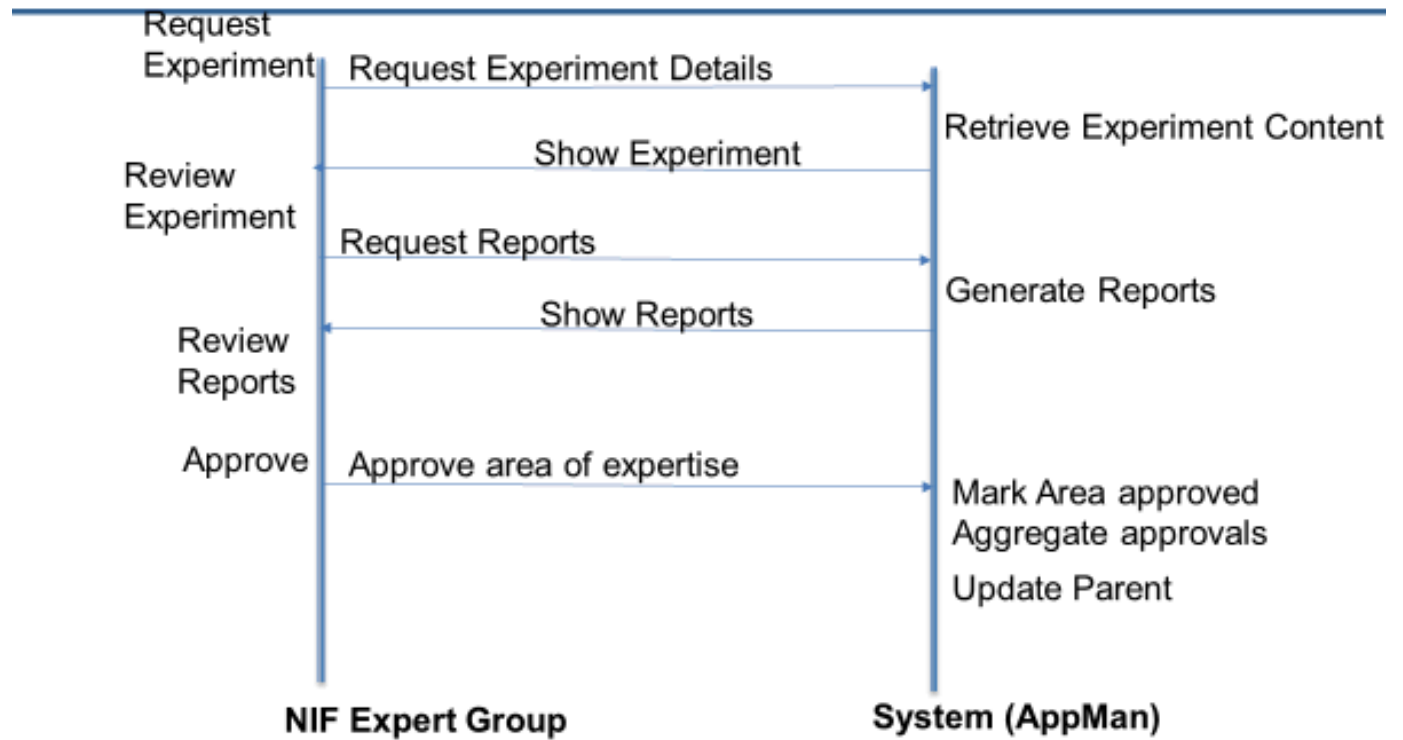 Request
Experiment
Request Experiment Details
Retrieve Experiment Content
Show Experiment
Review
Experiment
Request Reports
Generate Reports
Show Reports
Review
Reports
Approve
Approve area of expertise
Mark Area approved
Aggregate approvals
Update Parent
NIF Expert Group
System (AppMan)